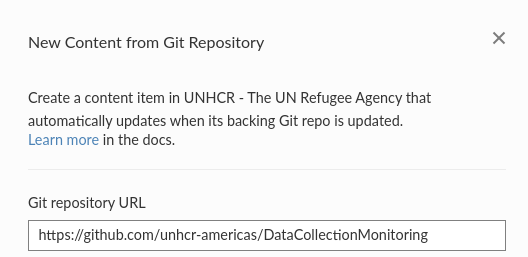 New Content from Git Repository
Create a content item in UNHCR - The UN Refugee Agency that
automatically updates when its backing Git repo is updated.
Learn more in the docs.
Git repository URL
https://github.com/unhcr-americas/DataCollectionMonitoring